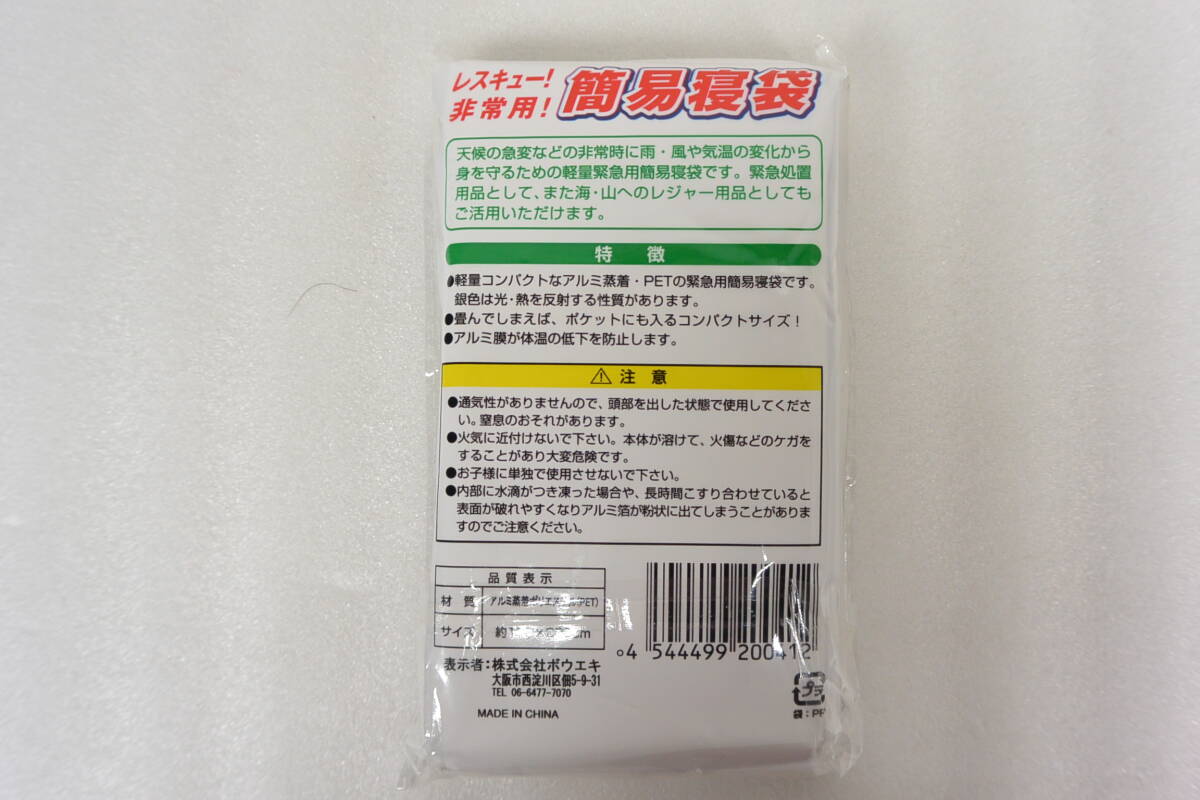 レスキュー!
非常用!
簡易寝袋
天候の急変などの非常時に雨・風や気温の変化から
身を守るための軽量緊急用簡易寝袋です。緊急処置
用品として、また海・山へのレジャー用品としても
ご活用いただけます。
特 徴
●軽量コンパクトなアルミ蒸着・PETの緊急用簡易寝袋です。
銀色は光・熱を反射する性質があります。
●畳んでしまえば、ポケットにも入るコンパクトサイズ!
●アルミ膜が体温の低下を防止します。
⚠ 注 意
●通気性がありませんので、頭部を出した状態で使用してくださ
い。窒息のおそれがあります。
●火気に近付けないで下さい。本体が溶けて、火傷などのケガを
することがあり大変危険です。
●お子様に単独で使用させないで下さい。
●内部に水滴がつき凍った場合や、長時間こすり合わせていると
表面が破れやすくなりアルミ箔が粉状に出てしまうことがありま
すのでご注意ください。
品質表示
材 質 アルミ蒸着ポリエステル(PET)
サイズ 約 cm
4 544499 200412
表示者:株式会社ボウエキ
大阪市西淀川区佃5-9-31
TEL 06-6477-7070
MADE IN CHINA
プラ
袋: